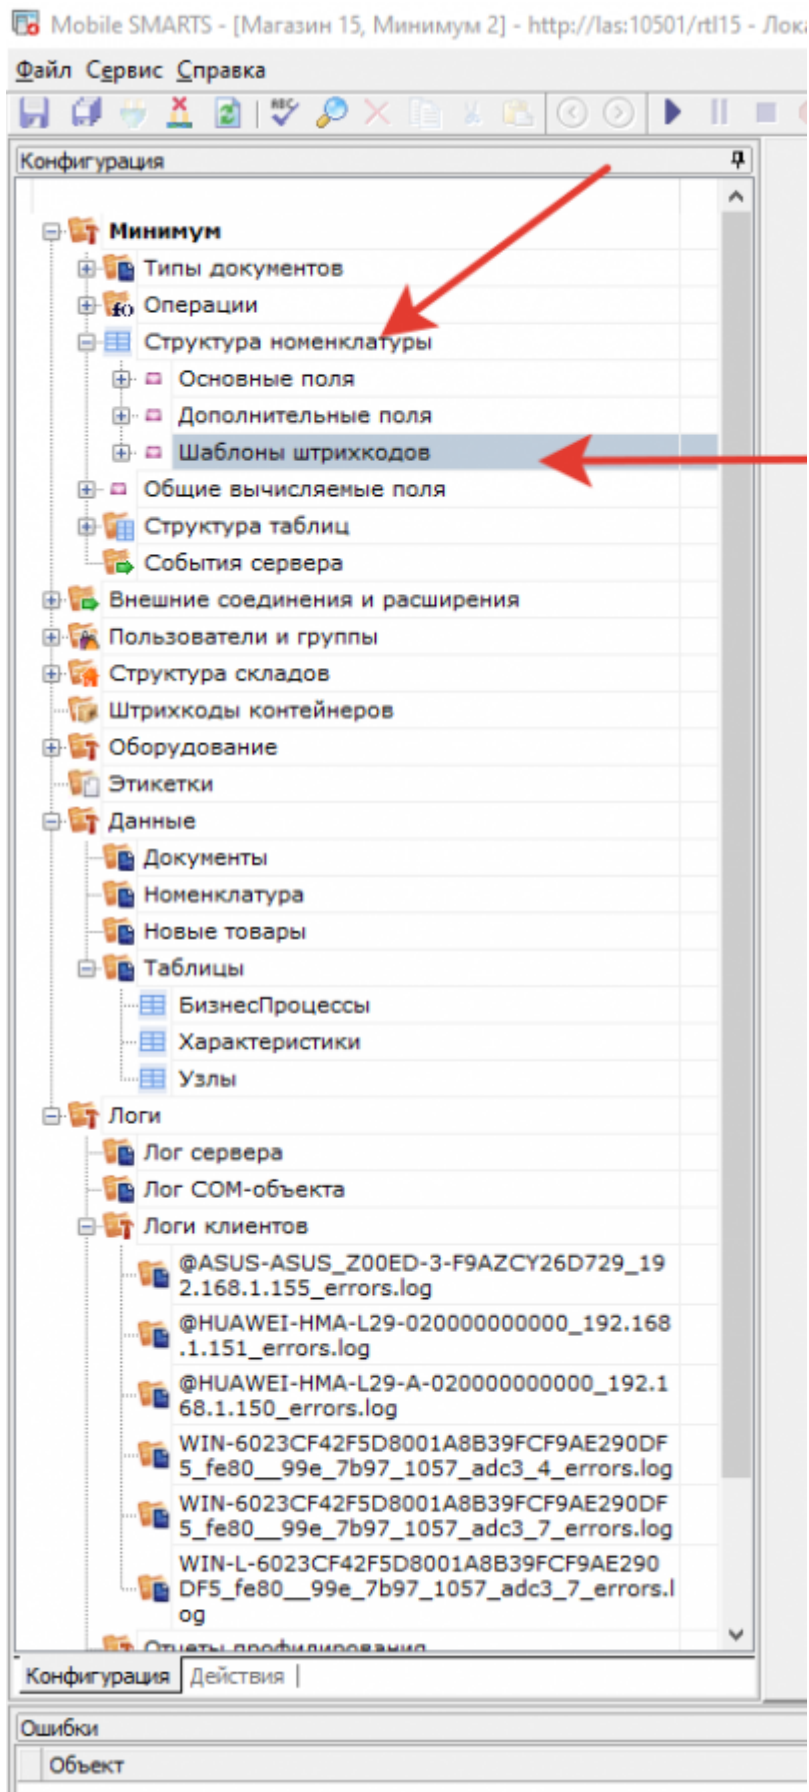 Mobile SMARTS - [Магазин 15, Минимум 2] - http://las:10501/rtl15 - Лока
Файл Сервис Справка
ABC
Конфигурация
Минимум
Типы документов
Операции
Структура номенклатуры
Основные поля
Дополнительные поля
Шаблоны штрихкодов
Общие вычисляемые поля
Структура таблиц
События сервера
Внешние соединения и расширения
Пользователи и группы
Структура складов
Штрихкоды контейнеров
Оборудование
Этикетки
Данные
Документы
Номенклатура
Новые товары
Таблицы
БизнесПроцессы
Характеристики
Узлы
Логи
Лог сервера
Лог COM-объекта
Логи клиентов
@ASUS-ASUS_Z00ED-3-F9AZCY26D729_19
2.168.1.155_errors.log
@HUAWEI-HMA-L29-020000000000_192.168
.1.151_errors.log
@HUAWEI-HMA-L29-A-020000000000_192.1
68.1.150_errors.log
WIN-6023CF42F5D8001A8B39FCF9AE290DF
5_fe80__99e_7b97_1057_adc3_4_errors.log
WIN-6023CF42F5D8001A8B39FCF9AE290DF
5_fe80__99e_7b97_1057_adc3_7_errors.log
WIN-L-6023CF42F5D8001A8B39FCF9AE290
DF5_fe80__99e_7b97_1057_adc3_7_errors.l
og
Отчеты профилирования
Конфигурация Действия
Ошибки
Объект